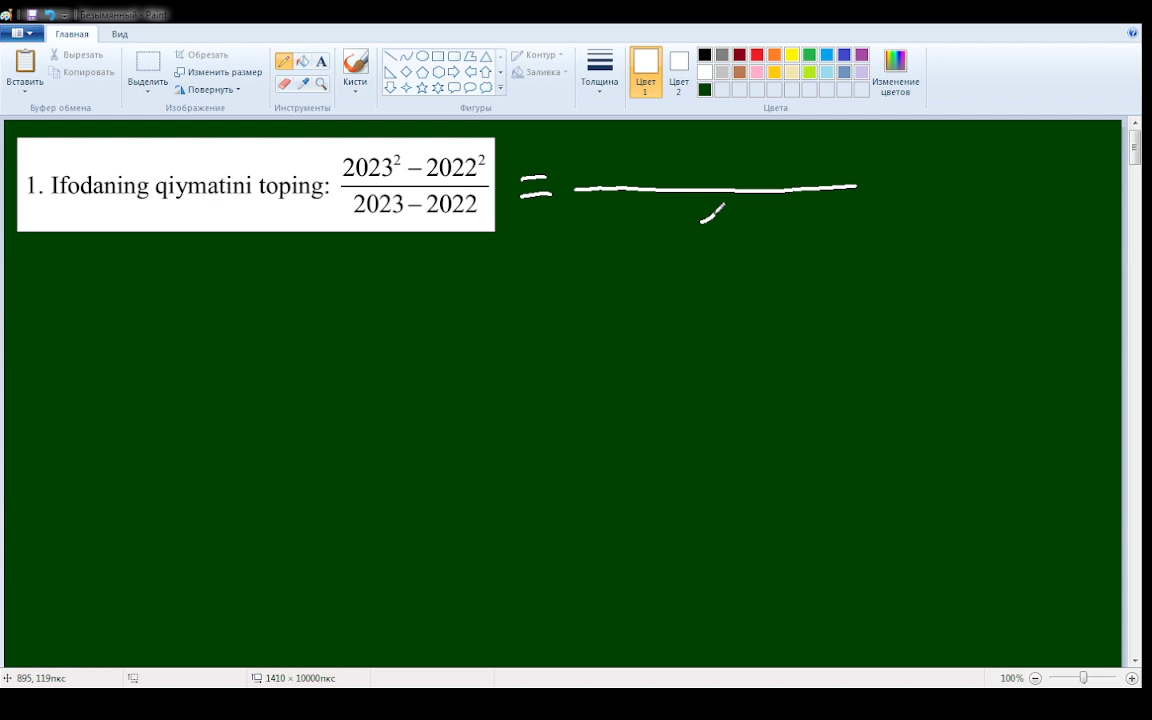 Безымянный - Paint
Главная
Вид
Вставить
Вырезать
Копировать
Буфер обмена
Выделить
Обрезать
Изменить размер
Повернуть
Изображение
A
Инструменты
Кисти
Фигуры
Контур
Заливка
Толщина
Цвет 1
Цвет 2
Изменение цветов
Цвета
1. Ifodaning qiymatini toping: (2023² − 2022²) / (2023 − 2022) =
895, 119пкс
1410 × 10000пкс
100%